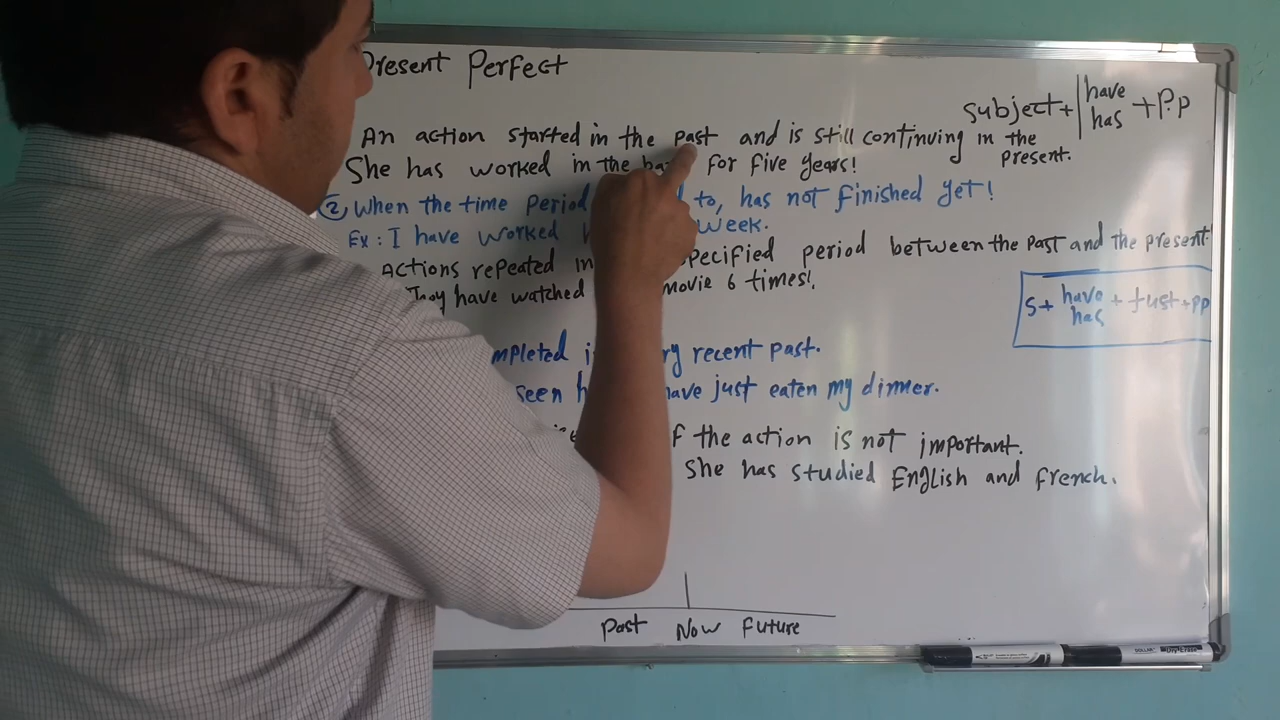 Present Perfect
subject+ have has + P.p
An action started in the past and is still continuing in the present.
She has worked in the for five years!
② When the time period to, has not finished yet!
Ex: I have worked week.
Actions repeated in specified period between the past and the present.
They have watched movie 6 times!
S+ have has + just + pp
recent past.
seen have just eaten my dinner.
the action is not important.
She has studied English and french.
Past Now future
DOLLAR